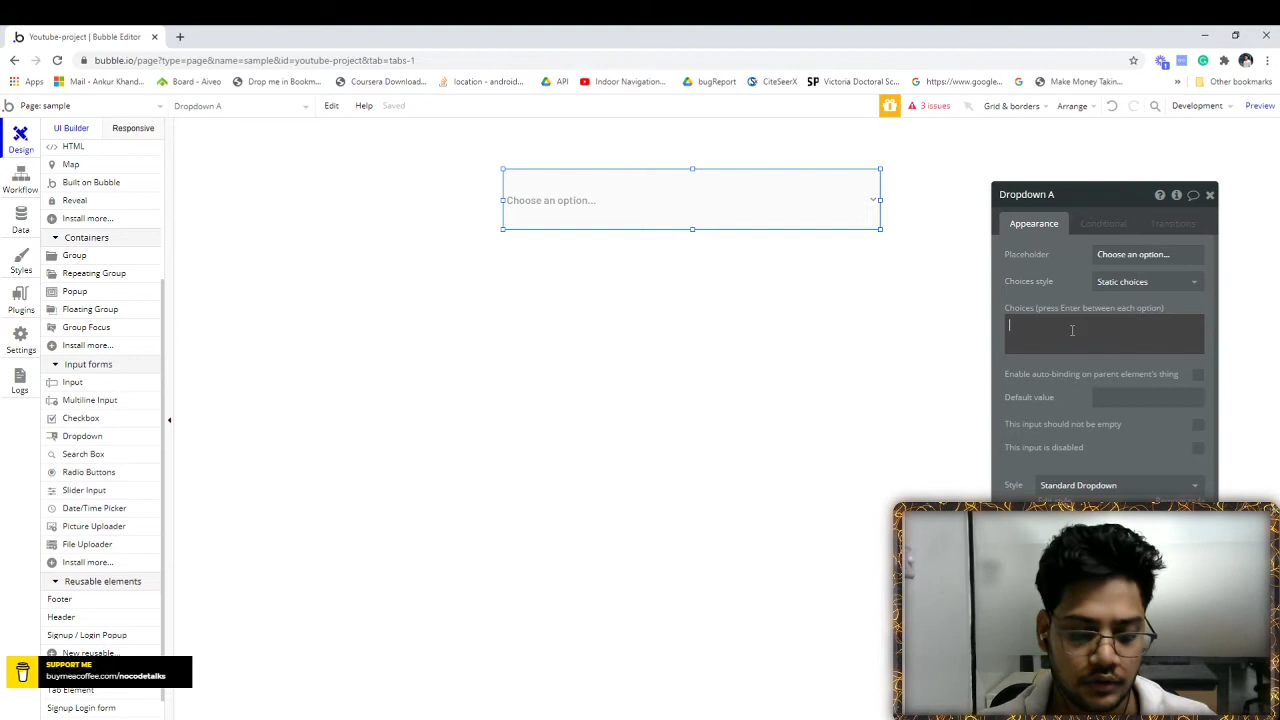 Youtube-project | Bubble Editor
bubble.io/page?type=page&name=sample&id=youtube-project&tab=tabs-1
Apps
Mail - Ankur Khand...
Board - Aiveo
Drop me in Bookm...
Coursera Download...
location - android...
API
Indoor Navigation...
bugReport
CiteSeerX
SP Victoria Doctoral S...
https://www.google...
Make Money Takin...
Other bookmarks
Page: sample
Dropdown A
Edit
Help
Saved
3 issues
Grid & borders
Arrange
Development
Preview
Design
Workflow
Data
Styles
Plugins
Settings
Logs
UI Builder
Responsive
</> HTML
Map
Built on Bubble
Reveal
Install more...
Containers
Group
Repeating Group
Popup
Floating Group
Group Focus
Install more...
Input forms
Input
Multiline Input
Checkbox
Dropdown
Search Box
Radio Buttons
Slider Input
Date/Time Picker
Picture Uploader
File Uploader
Install more...
Reusable elements
Footer
Header
Signup / Login Popup
New reusable...
Tab Element
Signup Login form
Choose an option...
Dropdown A
Appearance
Conditional
Transitions
Placeholder
Choose an option...
Choices style
Static choices
Choices (press Enter between each option)
Enable auto-binding on parent element's thing
Default value
This input should not be empty
This input is disabled
Style
Standard Dropdown
SUPPORT ME
buymeacoffee.com/nocodetalks